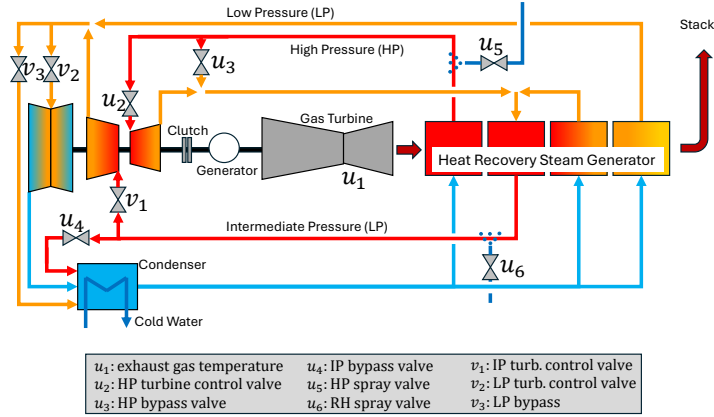 Low Pressure (LP)
Stack
High Pressure (HP)
u5
v3
v2
u3
u2
Clutch
Gas Turbine
Generator
u1
Heat Recovery Steam Generator
v1
u4
Intermediate Pressure (LP)
u6
Condenser
Cold Water
u1: exhaust gas temperature
u2: HP turbine control valve
u3: HP bypass valve
u4: IP bypass valve
u5: HP spray valve
u6: RH spray valve
v1: IP turb. control valve
v2: LP turb. control valve
v3: LP bypass